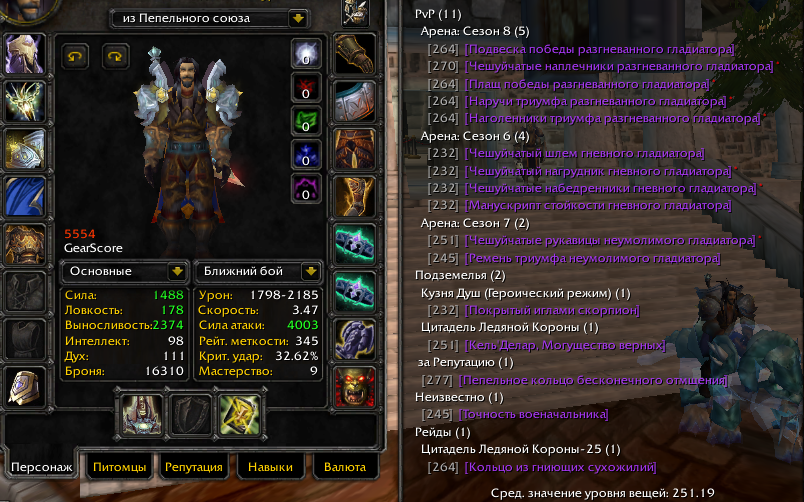 из Пепельного союза
0
0
0
0
0
5554
GearScore
Основные
Ближний бой
Сила: 1488
Ловкость: 178
Выносливость:2374
Интеллект: 98
Дух: 111
Броня: 16310
Урон: 1798-2185
Скорость: 3.47
Сила атаки: 4003
Рейт. меткости: 345
Крит. удар: 32.62%
Мастерство: 9
Персонаж
Питомцы
Репутация
Навыки
Валюта
PvP (11)
Арена: Сезон 8 (5)
[264] [Подвеска победы разгневанного гладиатора]
[270] [Чешуйчатые наплечники разгневанного гладиатора]*
[264] [Плащ победы разгневанного гладиатора]*
[264] [Наручи триумфа разгневанного гладиатора]*
[264] [Наголенники триумфа разгневанного гладиатора]
Арена: Сезон 6 (4)
[232] [Чешуйчатый шлем гневного гладиатора]
[232] [Чешуйчатый нагрудник гневного гладиатора]
[232] [Чешуйчатые набедренники гневного гладиатора]*
[232] [Манускрипт стойкости гневного гладиатора]
Арена: Сезон 7 (2)
[251] [Чешуйчатые рукавицы неумолимого гладиатора]*
[245] [Ремень триумфа неумолимого гладиатора]
Подземелья (2)
Кузня Душ (Героический режим) (1)
[232] [Покрытый иглами скорпион]
Цитадель Ледяной Короны (1)
[251] [Кель'Делар, Могущество верных]
за Репутацию (1)
[277] [Пепельное кольцо бесконечного отмщения]
Неизвестно (1)
[245] [Точность военачальника]
Рейды (1)
Цитадель Ледяной Короны-25 (1)
[264] [Кольцо из гниющих сухожилий]
Сред. значение уровня вещей: 251.19